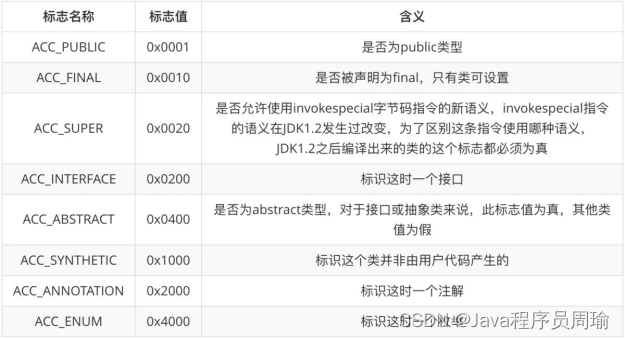 标志名称 标志值 含义
ACC_PUBLIC 0x0001 是否为public类型
ACC_FINAL 0x0010 是否被声明为final，只有类可设置
是否允许使用invokespecial字节码指令的新语义，invokespecial指令
ACC_SUPER 0x0020 的语义在JDK1.2发生过改变，为了区别这条指令使用哪种语义，
JDK1.2之后编译出来的类的这个标志都必须为真
ACC_INTERFACE 0x0200 标识这时一个接口
ACC_ABSTRACT 0x0400 是否为abstract类型，对于接口或抽象类来说，此标志值为真，其他类
值为假
ACC_SYNTHETIC 0x1000 标识这个类并非由用户代码产生的
ACC_ANNOTATION 0x2000 标识这时一个注解
ACC_ENUM 0x4000 标识这时一个枚举
CSDN @Java程序员周瑜